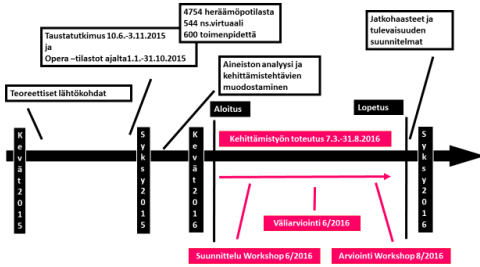 4754 heräämöpotilasta
544 ns.virtuaali
600 toimenpidettä
Taustatutkimus 10.6.-3.11.2015
ja
Opera –tilastot ajalta1.1.-31.10.2015
Jatkohaasteet ja
tulevaisuuden
suunnitelmat
Aineiston analyysi ja
kehittämistehtävien
muodostaminen
Teoreettiset lähtökohdat
Aloitus
Lopetus
Kevät2015
Syksy2015
Kevät2016
Kehittämistyön toteutus 7.3.-31.8.2016
Syksy2016
Väliarviointi 6/2016
Suunnittelu Workshop 6/2016
Arviointi Workshop 8/2016